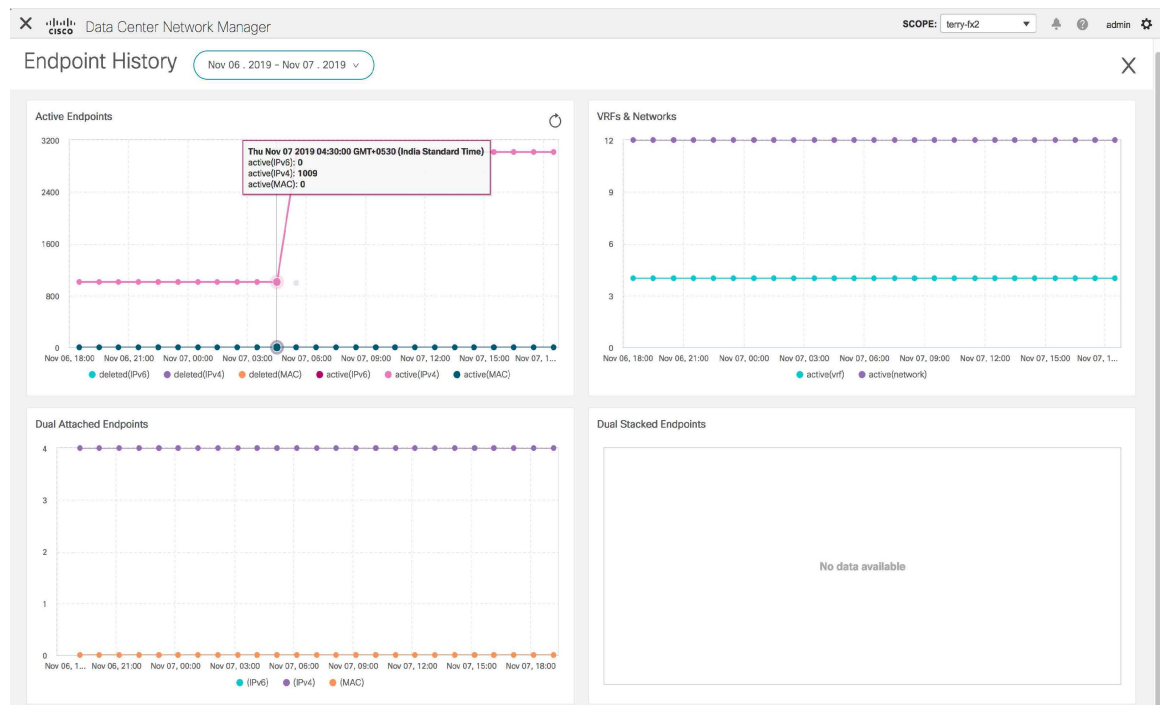 CISCO Data Center Network Manager SCOPE: terry-fx2 admin
Endpoint History Nov 06 . 2019 - Nov 07 . 2019
Active Endpoints
3200
2400
1600
800
0
Thu Nov 07 2019 04:30:00 GMT+0530 (India Standard Time)
active(IPv6): 0
active(IPv4): 1009
active(MAC): 0
Nov 06, 18:00 Nov 06, 21:00 Nov 07, 00:00 Nov 07, 03:00 Nov 07, 06:00 Nov 07, 09:00 Nov 07, 12:00 Nov 07, 15:00 Nov 07, 1...
deleted(IPv6) deleted(IPv4) deleted(MAC) active(IPv6) active(IPv4) active(MAC)
VRFs & Networks
12
9
6
3
0
Nov 06, 18:00 Nov 06, 21:00 Nov 07, 00:00 Nov 07, 03:00 Nov 07, 06:00 Nov 07, 09:00 Nov 07, 12:00 Nov 07, 15:00 Nov 07, 1...
active(vrf) active(network)
Dual Attached Endpoints
4
3
2
1
0
Nov 06, 1... Nov 06, 21:00 Nov 07, 00:00 Nov 07, 03:00 Nov 07, 06:00 Nov 07, 09:00 Nov 07, 12:00 Nov 07, 15:00 Nov 07, 18:00
(IPv6) (IPv4) (MAC)
Dual Stacked Endpoints
No data available